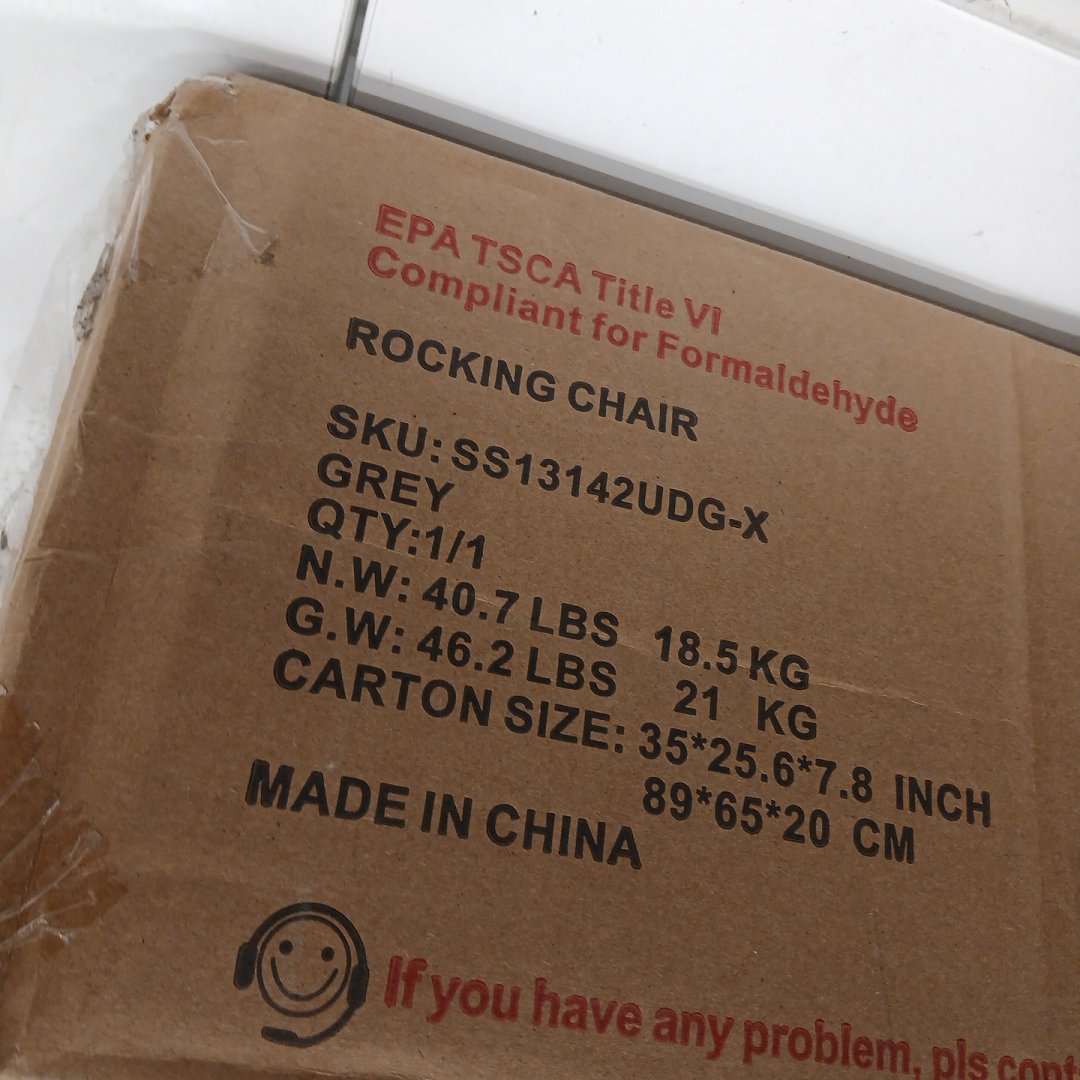 EPA TSCA Title VI
Compliant for Formaldehyde
ROCKING CHAIR
SKU: SS13142UDG-X
GREY
QTY:1/1
N.W: 40.7 LBS 18.5 KG
G.W: 46.2 LBS 21 KG
CARTON SIZE: 35*25.6*7.8 INCH
89*65*20 CM
MADE IN CHINA
If you have any problem, pls